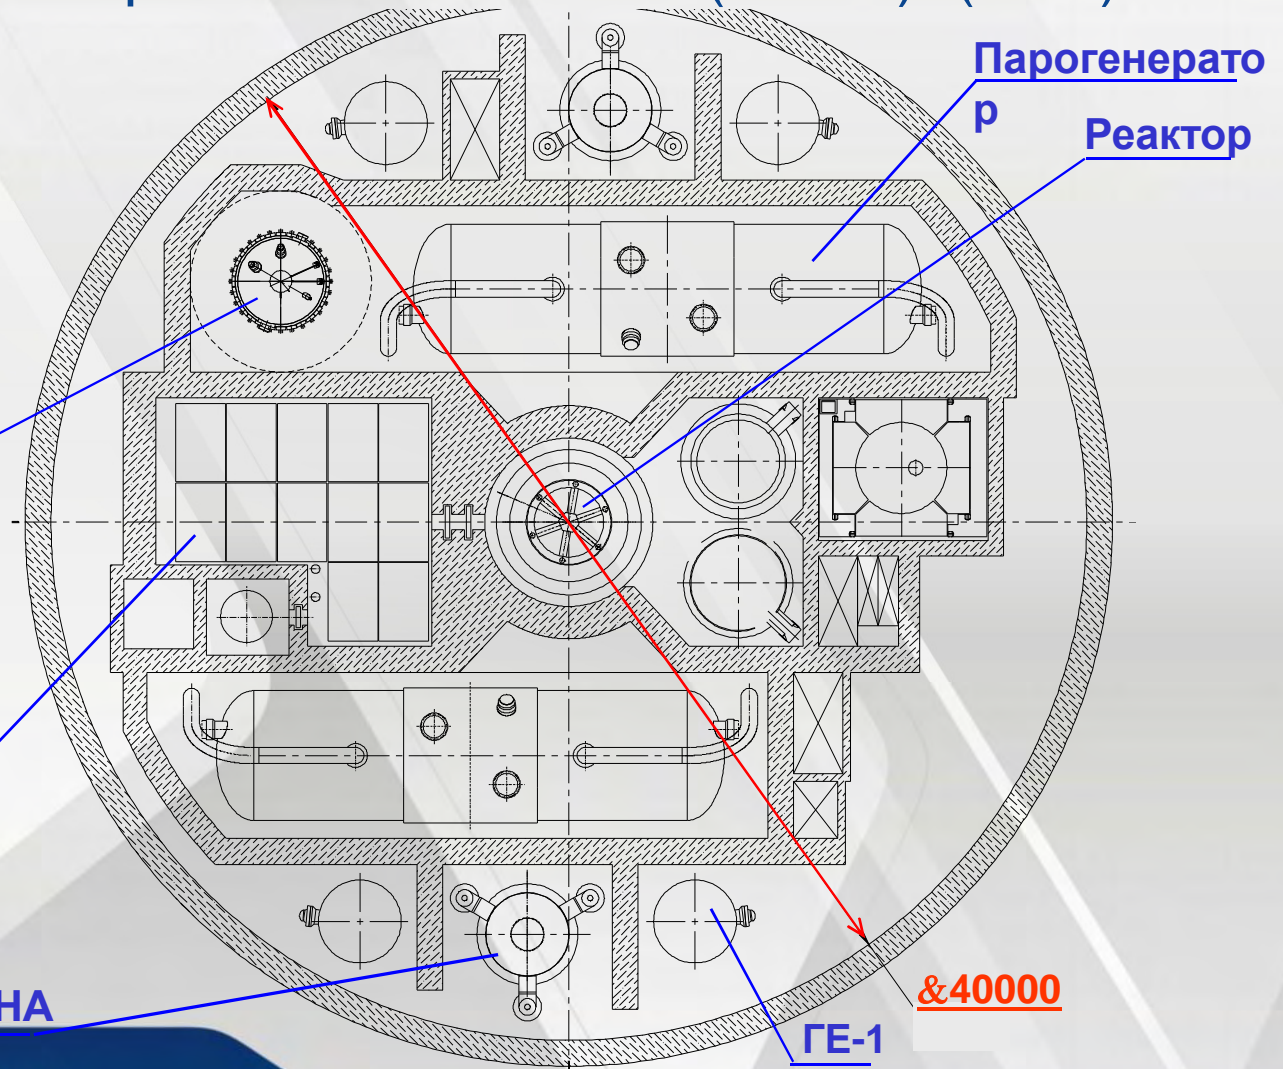 Парогенерато
р
Реактор
НА
&40000
ГЕ-1